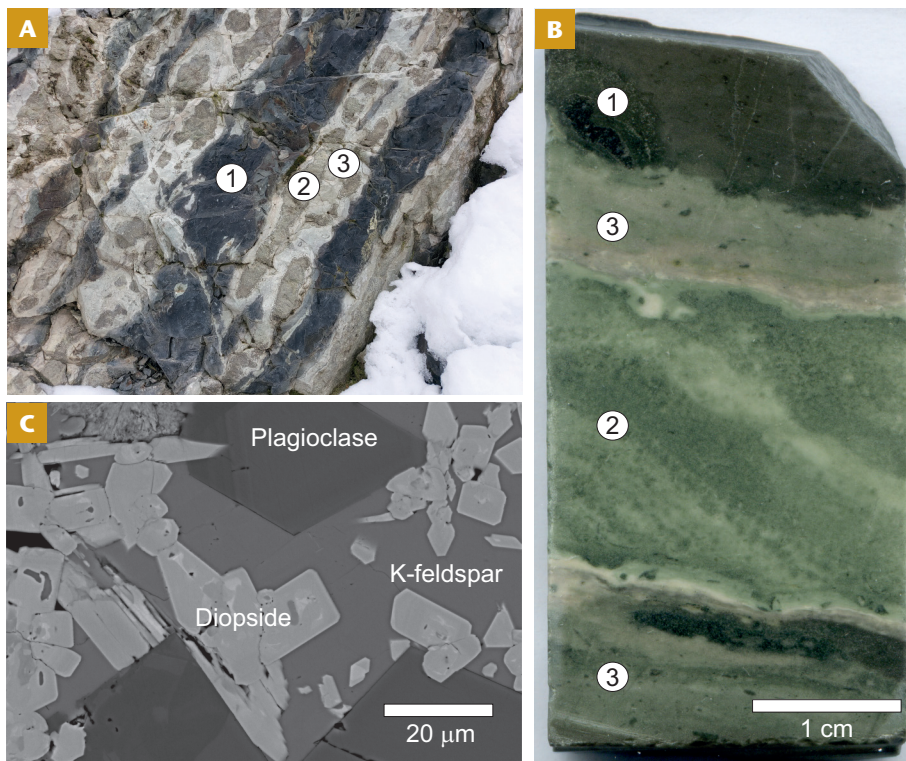 A
1
2
3
B
1
3
2
3
1 cm
C
Plagioclase
K-feldspar
Diopside
20 µm